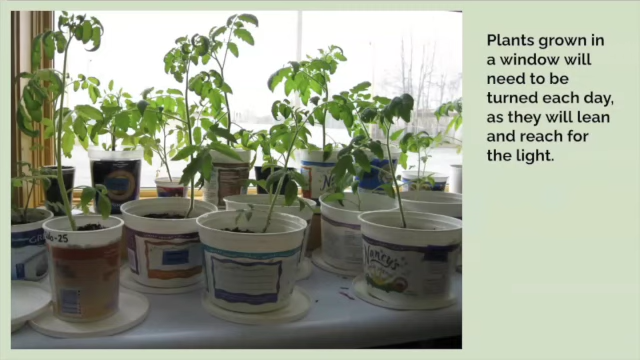 Plants grown in
a window will
need to be
turned each day,
as they will lean
and reach for
the light.
Nancy's